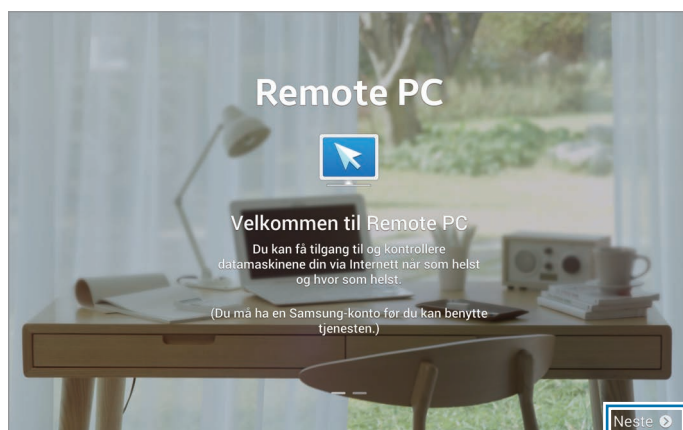 Remote PC
Velkommen til Remote PC
Du kan få tilgang til og kontrollere
datamaskinene din via Internett når som helst
og hvor som helst.
(Du må ha en Samsung-konto før du kan benytte
tjenesten.)
Neste